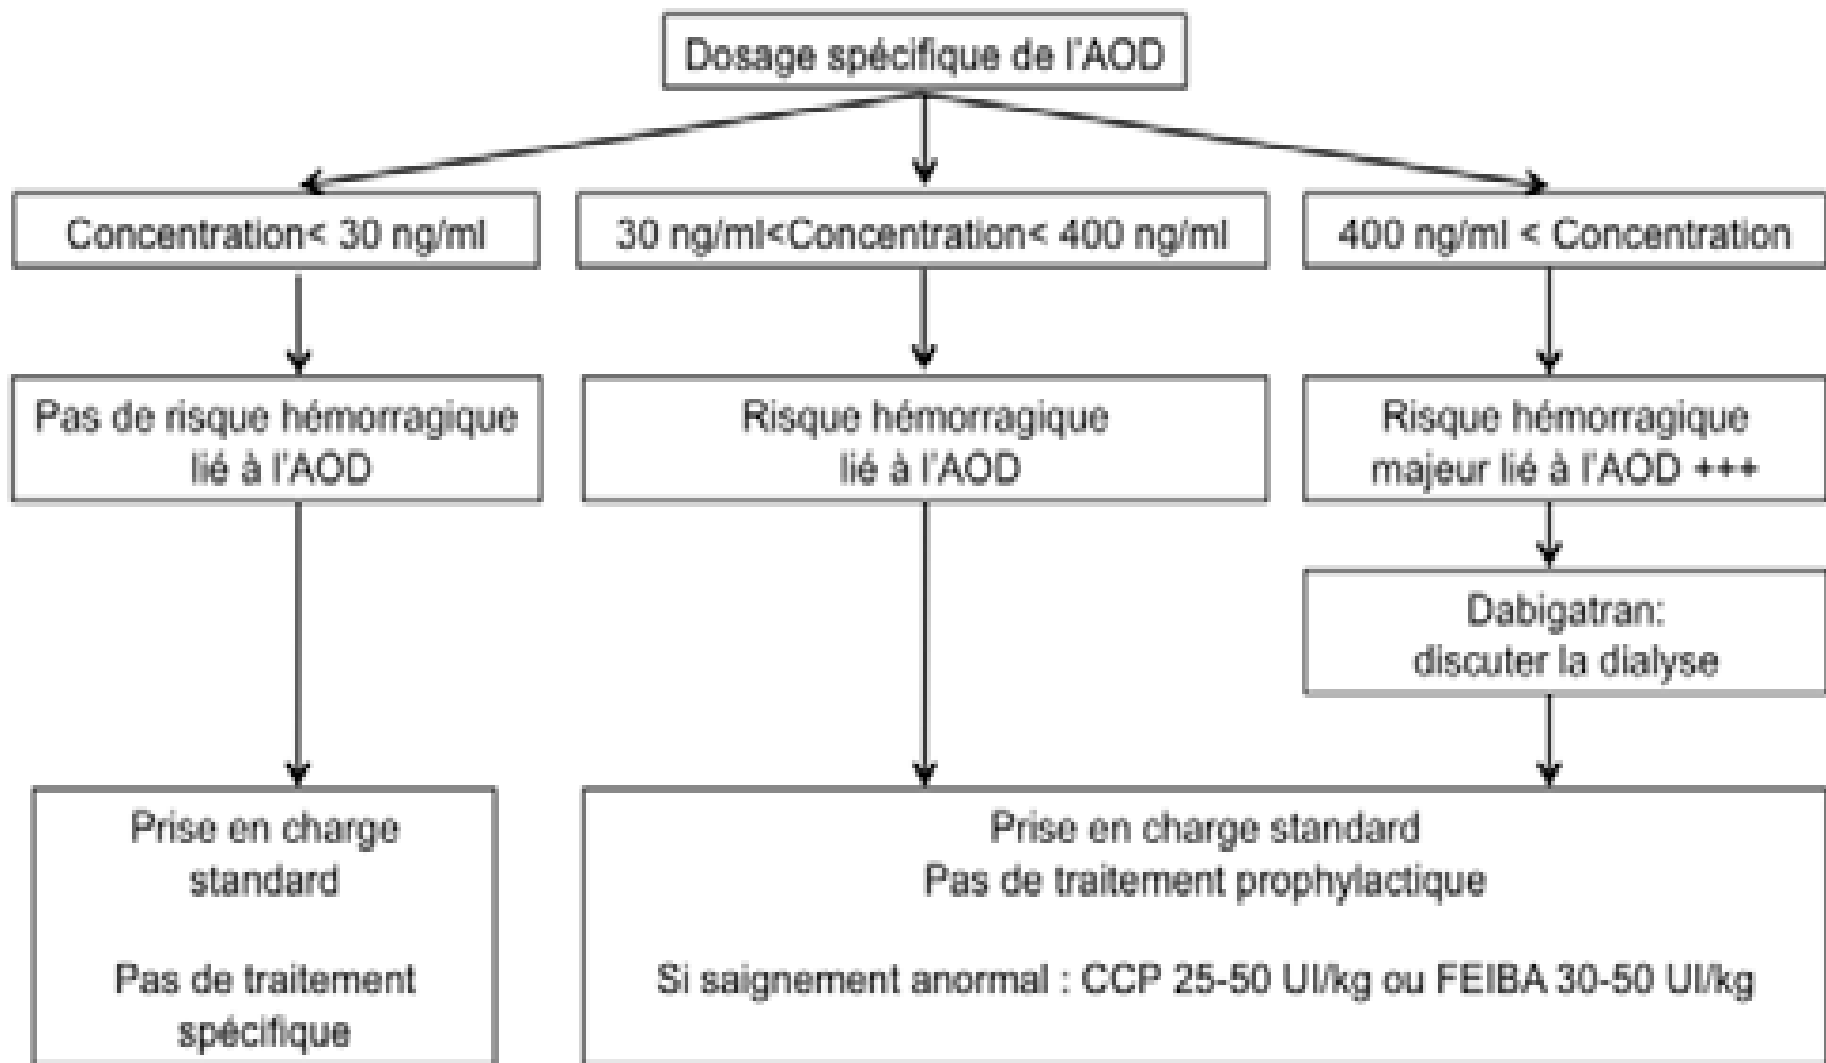 Dosage spécifique de l'AOD
Concentration< 30 ng/ml
30 ng/ml<Concentration< 400 ng/ml
400 ng/ml < Concentration
Pas de risque hémorragique
lié à l'AOD
Risque hémorragique
lié à l'AOD
Risque hémorragique
majeur lié à l'AOD +++
Dabigatran:
discuter la dialyse
Prise en charge
standard
Pas de traitement
spécifique
Prise en charge standard
Pas de traitement prophylactique
Si saignement anormal : CCP 25-50 UI/kg ou FEIBA 30-50 UI/kg